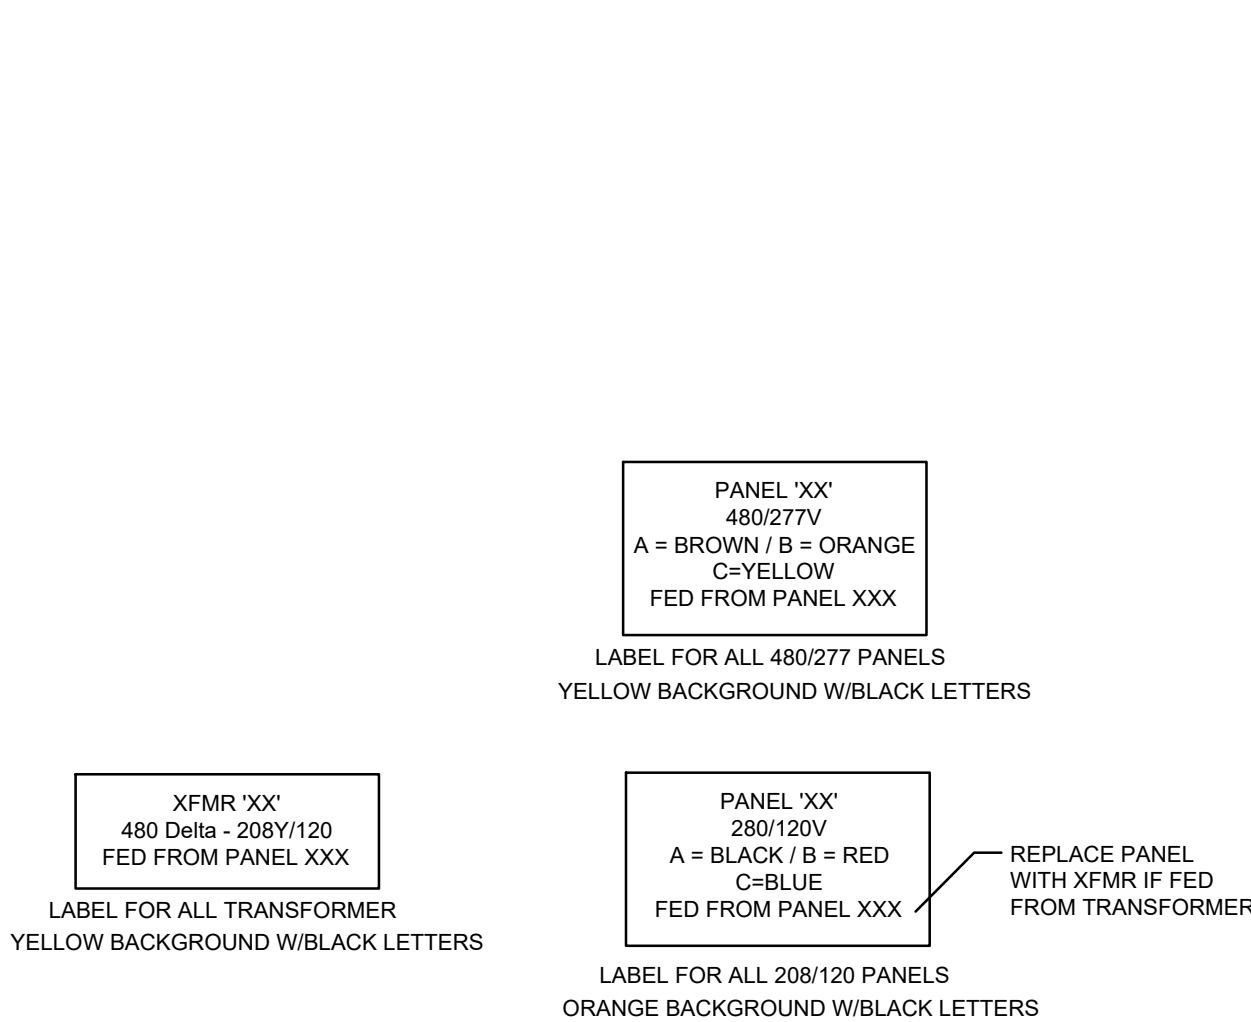 PANEL 'XX'
480/277V
A = BROWN / B = ORANGE
C=YELLOW
FED FROM PANEL XXX
LABEL FOR ALL 480/277 PANELS
YELLOW BACKGROUND W/BLACK LETTERS
XFMR 'XX'
480 Delta - 208Y/120
FED FROM PANEL XXX
LABEL FOR ALL TRANSFORMER
YELLOW BACKGROUND W/BLACK LETTERS
PANEL 'XX'
280/120V
A = BLACK / B = RED
C=BLUE
FED FROM PANEL XXX
REPLACE PANEL
WITH XFMR IF FED
FROM TRANSFORMER
LABEL FOR ALL 208/120 PANELS
ORANGE BACKGROUND W/BLACK LETTERS